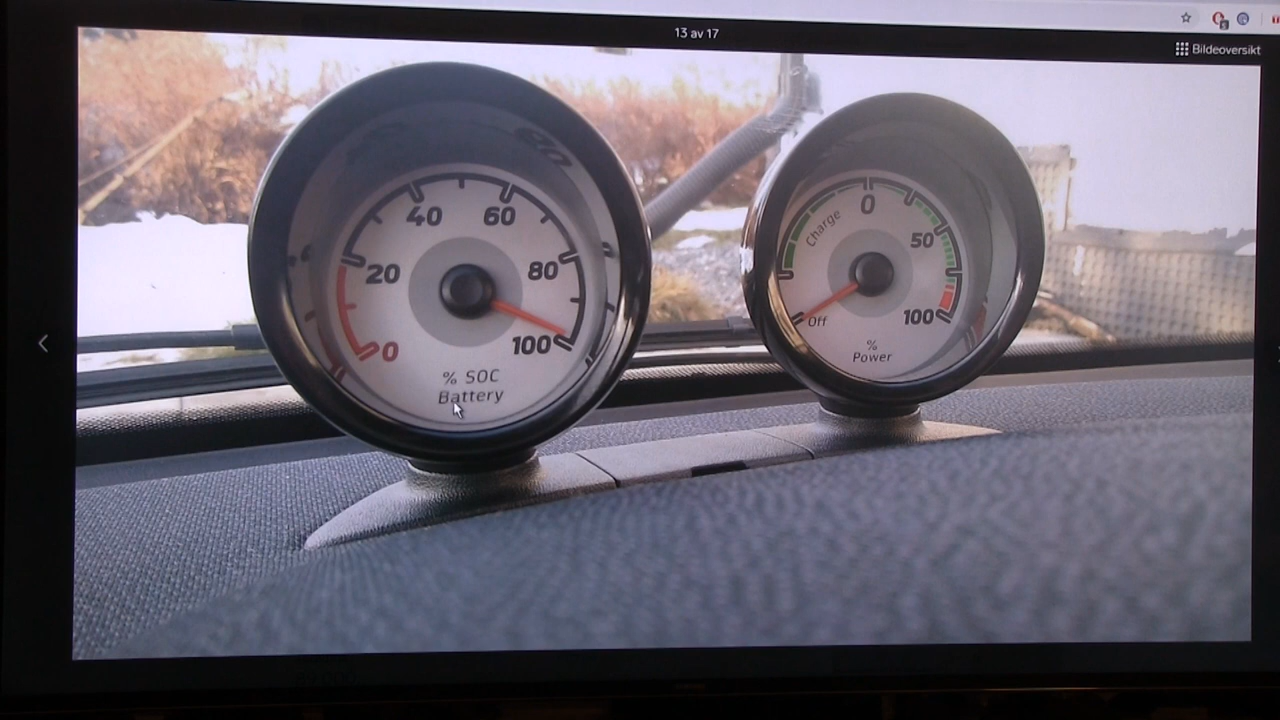 13 av 17
Bildeoversikt
40
60
20
80
0
100
% SOC
Battery
Charge
0
50
Off
100
%
Power